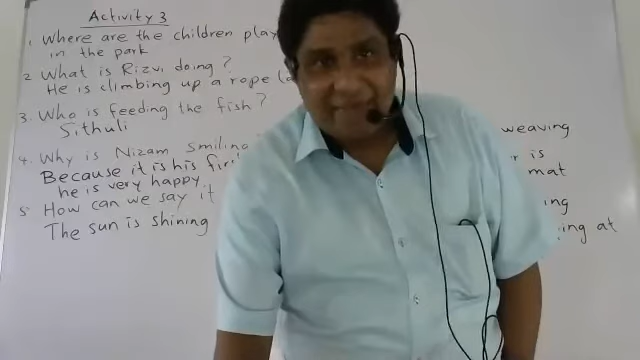 Activity 3
1. Where are the children play
in the park
2. What is Rizvi doing?
He is climbing up a rope la
3. Who is feeding the fish?
Sithuli
4. Why is Nizam smiling
Because it is his
he is very happy
5. How can we say it
The sun is shining
weaving
is
mat
ing
ing at